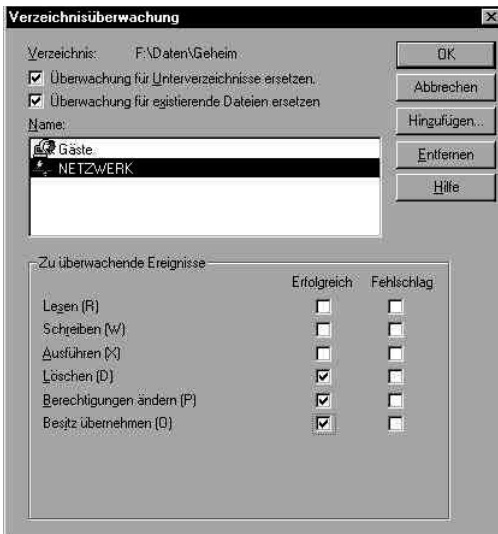 Verzeichnisüberwachung
Verzeichnis: F:\Daten\Geheim
Überwachung für Unterverzeichnisse ersetzen.
Überwachung für existierende Dateien ersetzen
Name:
Gäste
NETZWERK
OK
Abbrechen
Hinzufügen...
Entfernen
Hilfe
Zu überwachende Ereignisse
Erfolgreich Fehlschlag
Lesen (R)
Schreiben (W)
Ausführen (X)
Löschen (D)
Berechtigungen ändern (P)
Besitz übernehmen (O)